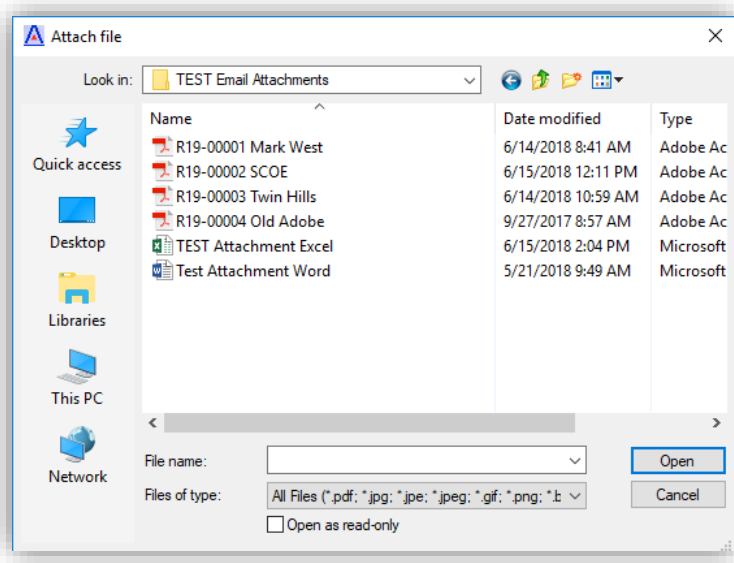 Attach file
Look in: TEST Email Attachments
Name Date modified Type
R19-00001 Mark West 6/14/2018 8:41 AM Adobe Ac
R19-00002 SCOE 6/15/2018 12:11 PM Adobe Ac
R19-00003 Twin Hills 6/14/2018 10:59 AM Adobe Ac
R19-00004 Old Adobe 9/27/2017 8:57 AM Adobe Ac
TEST Attachment Excel 6/15/2018 2:04 PM Microsoft
Test Attachment Word 5/21/2018 9:49 AM Microsoft
Quick access
Desktop
Libraries
This PC
Network
File name: Open
Files of type: All Files (*.pdf; *.jpg; *.jpe; *.jpeg; *.gif; *.png; *.b Cancel
Open as read-only